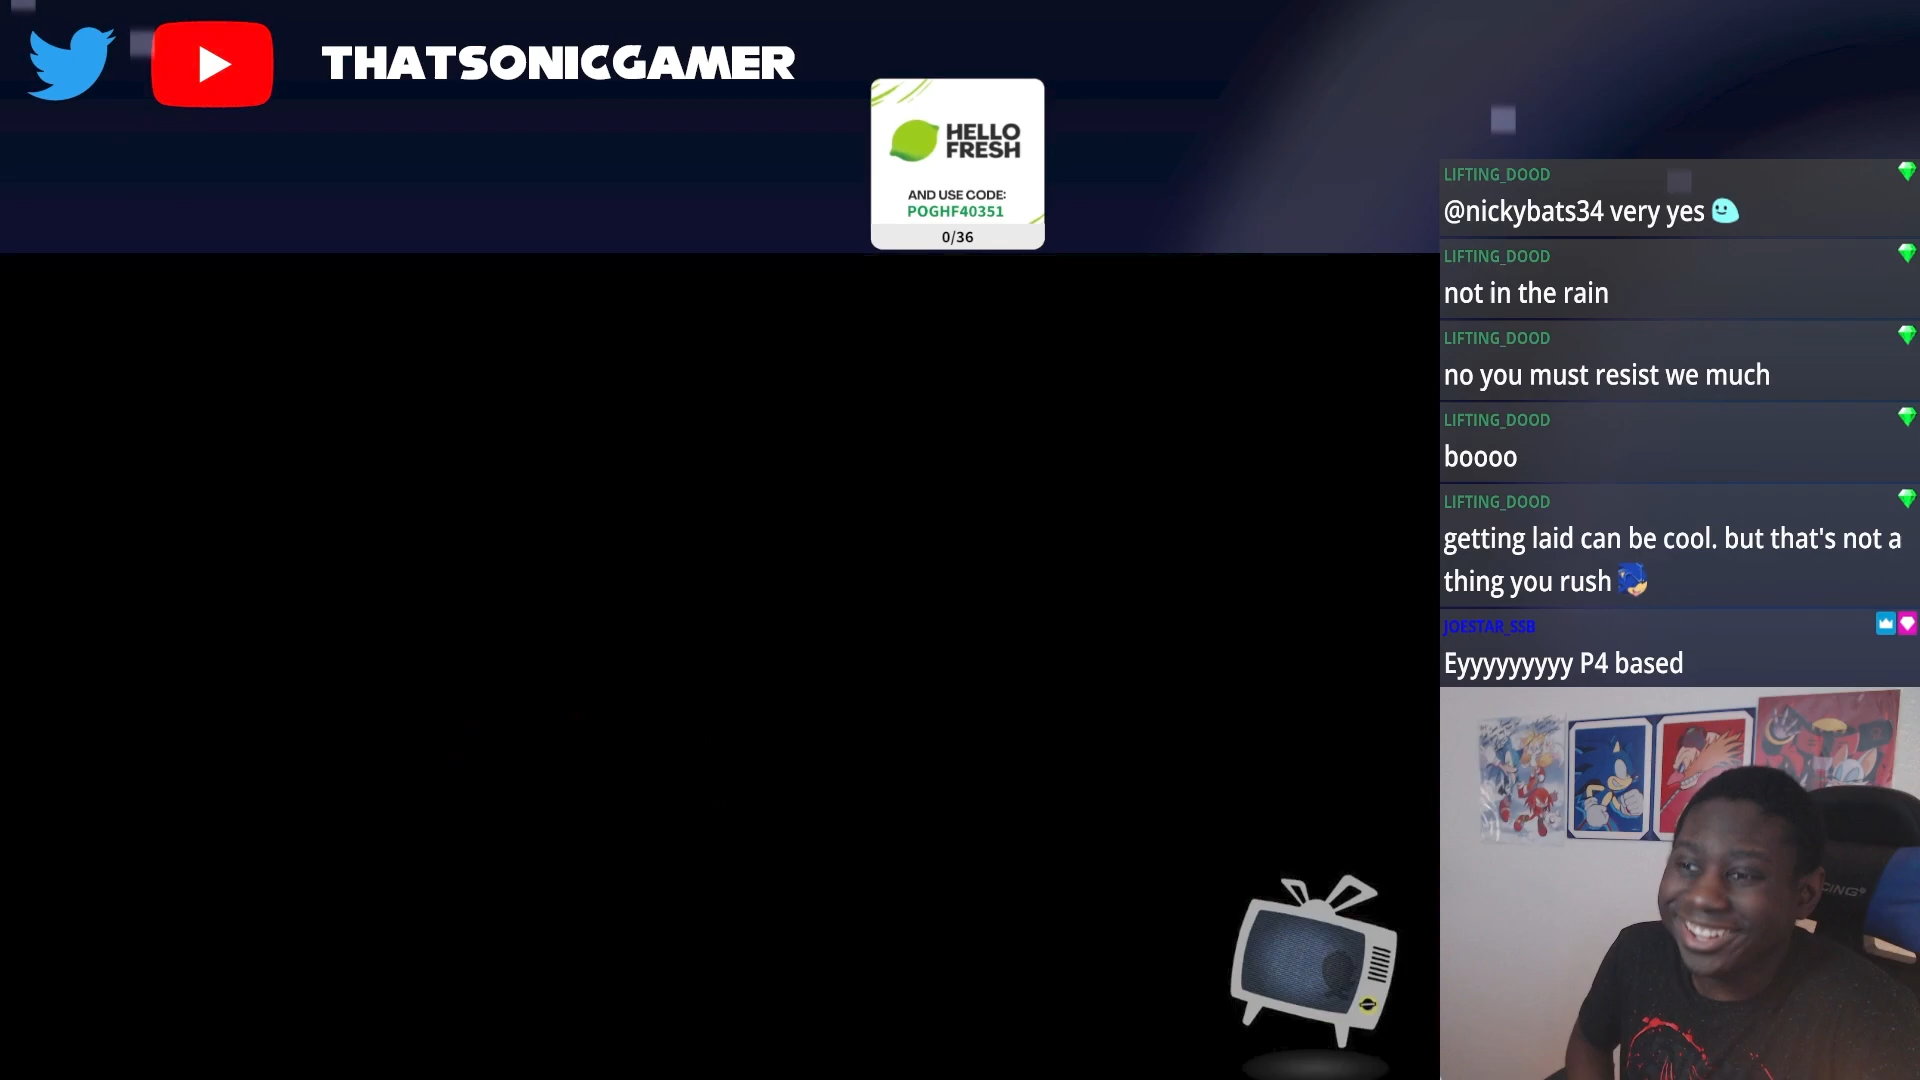 THATSONICGAMER
HELLO
FRESH
AND USE CODE:
POGHF40351
0/36
LIFTING_DOOD
@nickybats34 very yes
LIFTING_DOOD
not in the rain
LIFTING_DOOD
no you must resist we much
LIFTING_DOOD
boooo
LIFTING_DOOD
getting laid can be cool. but that's not a
thing you rush
JOESTAR_SSB
Eyyyyyyyyy P4 based
CING